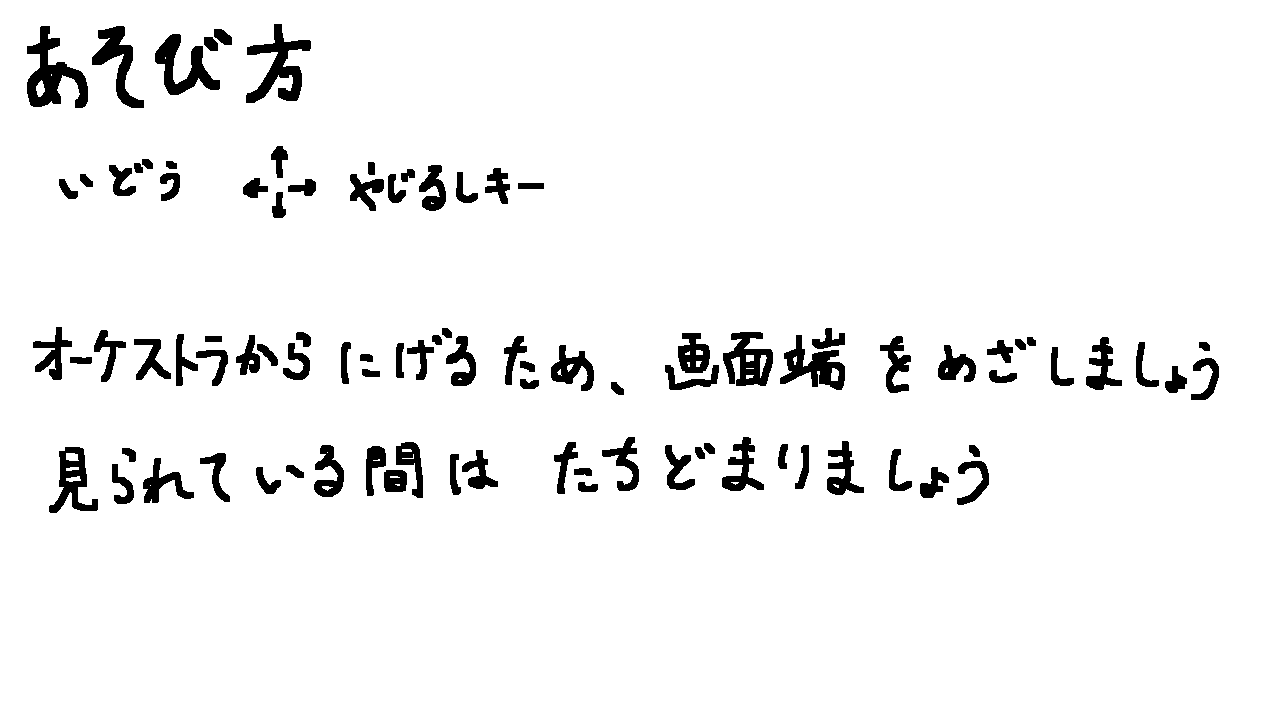 あそび方
いどう やじるしキー
オーケストラからにげるため、画面端をめざしましょう
見られている間は たちどまりましょう